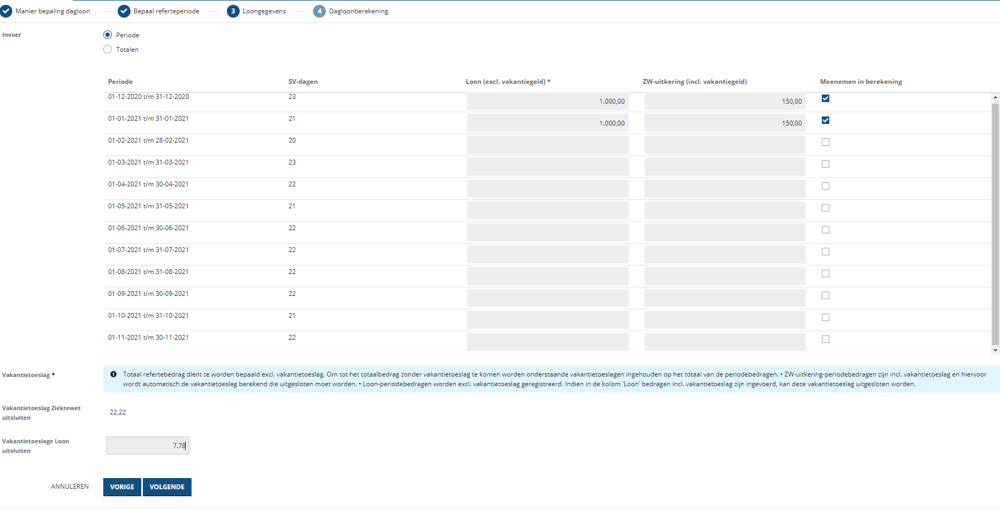 Manier bepaling dagloon Bepaal referteperiode 3 Loongegevens 4 Dagloonberekening
Invoer Periode
Totalen
Periode SV-dagen Loon (excl. vakantiegeld) * ZW-uitkering (incl. vakantiegeld) Meenemen in berekening
01-12-2020 t/m 31-12-2020 23 1.000,00 150,00
01-01-2021 t/m 31-01-2021 21 1.000,00 150,00
01-02-2021 t/m 28-02-2021 20
01-03-2021 t/m 31-03-2021 23
01-04-2021 t/m 30-04-2021 22
01-05-2021 t/m 31-05-2021 21
01-06-2021 t/m 30-06-2021 22
01-07-2021 t/m 31-07-2021 22
01-08-2021 t/m 31-08-2021 22
01-09-2021 t/m 30-09-2021 22
01-10-2021 t/m 31-10-2021 21
01-11-2021 t/m 30-11-2021 22
Vakantietoeslag * Totaal refertebedrag dient te worden bepaald excl. vakantietoeslag. Om tot het totaalbedrag zonder vakantietoeslag te komen worden onderstaande vakantietoeslagen ingehouden op het totaal van de periodebedragen. • ZW-uitkering-periodebedragen zijn incl. vakantietoeslag en hiervoor
wordt automatisch de vakantietoeslag berekend die uitgesloten moet worden. • Loon-periodebedragen worden excl. vakantietoeslag geregistreerd. Indien in de kolom 'Loon' bedragen incl. vakantietoeslag zijn ingevoerd, kan deze vakantietoeslag uitgesloten worden.
Vakantietoeslag Ziektewet
uitsluiten 22,22
Vakantietoeslage Loon
uitsluiten 7.78
ANNULEREN VORIGE VOLGENDE